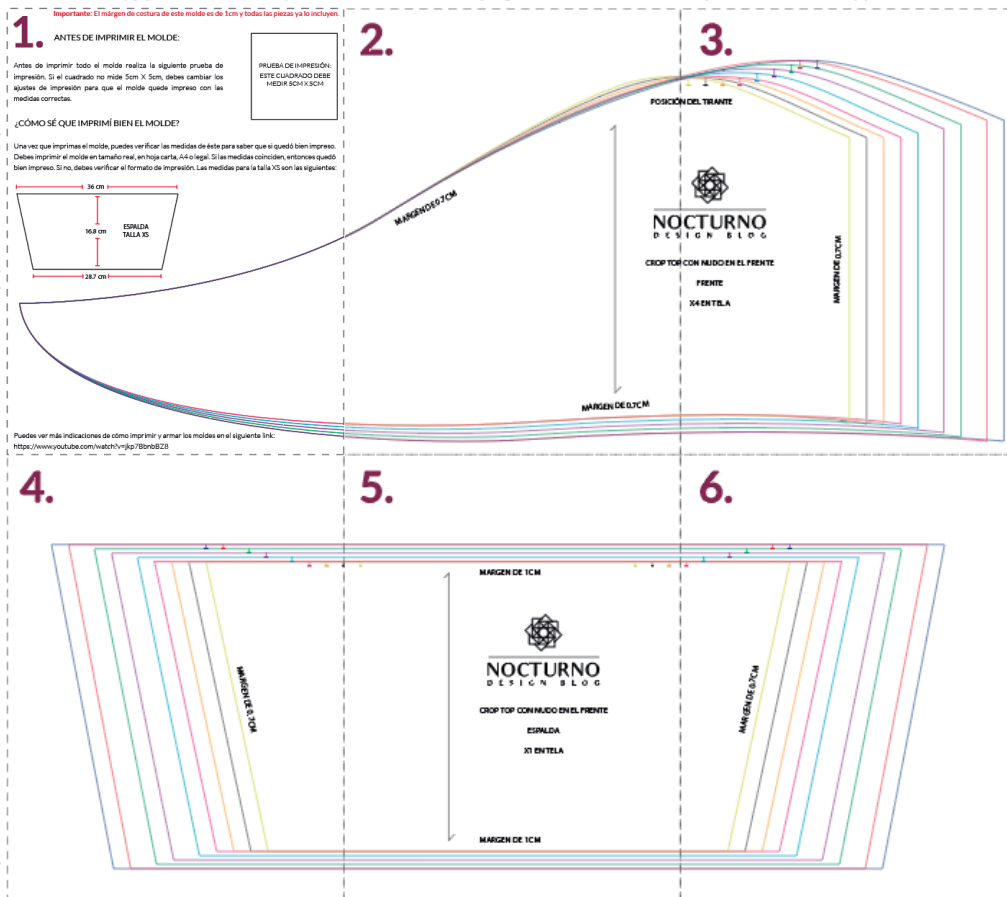 Importante: El márgen de costura de este molde es de 1cm y todas las piezas ya lo incluyen.
1.
ANTES DE IMPRIMIR EL MOLDE:
Antes de imprimir todo el molde realiza la siguiente prueba de
impresión. Si el cuadrado no mide 5cm X 5cm, debes cambiar los
ajustes de impresión para que el molde quede impreso con las
medidas correctas.
PRUEBA DE IMPRESIÓN:
ESTE CUADRADO DEBE
MEDIR 5CM X 5CM
¿CÓMO SÉ QUE IMPRIMÍ BIEN EL MOLDE?
Una vez que imprimas el molde, puedes verificar las medidas de éste para saber que si quedó bien impreso.
Debes imprimir el molde en tamaño real, en hoja carta, A4 o legal. Si las medidas coinciden, entonces quedó
bien impreso. Si no, debes verificar el formato de impresión. Las medidas para la talla XS son las siguientes:
36 cm
16.8 cm
ESPALDA
TALLA XS
28.7 cm
Puedes ver más indicaciones de cómo imprimir y armar los moldes en el siguiente link:
2.
3.
POSICIÓN DEL TIRANTE
MARGEN DE 0.7CM
NOCTURNO
DESIGN BLOG
CROP TOP CON NUDO EN EL FRENTE
FRENTE
X4 EN TELA
MARGEN DE 0.7CM
MARGEN DE 0.7CM
4.
5.
6.
MARGEN DE 1CM
NOCTURNO
DESIGN BLOG
CROP TOP CON NUDO EN EL FRENTE
ESPALDA
X1 EN TELA
MARGEN DE 0.7CM
MARGEN DE 0.7CM
MARGEN DE 1CM